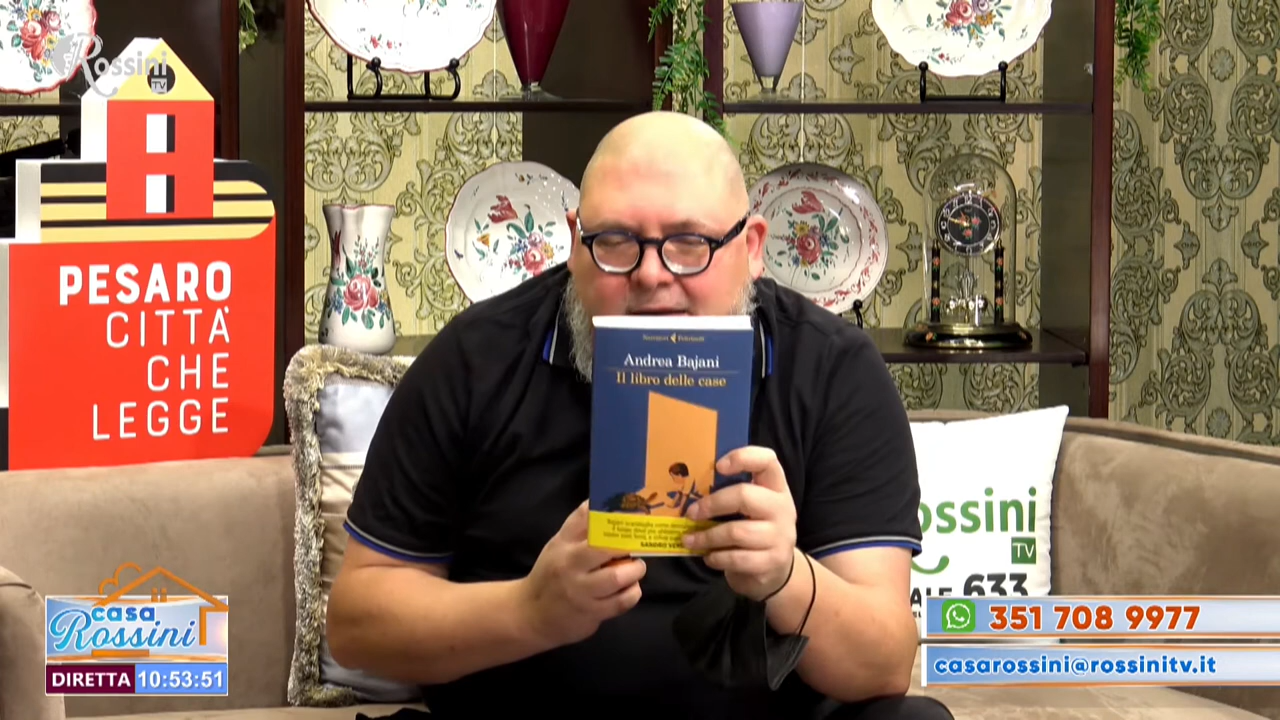 Rossini
TV
PESARO
CITTÀ
CHE
LEGGE
Feltrinelli
Andrea Bajani
Il libro delle case
SANDRO
ossini
TV
633
casa
Rossini
DIRETTA 10:53:51
351 708 9977
casarossini@rossinitv.it